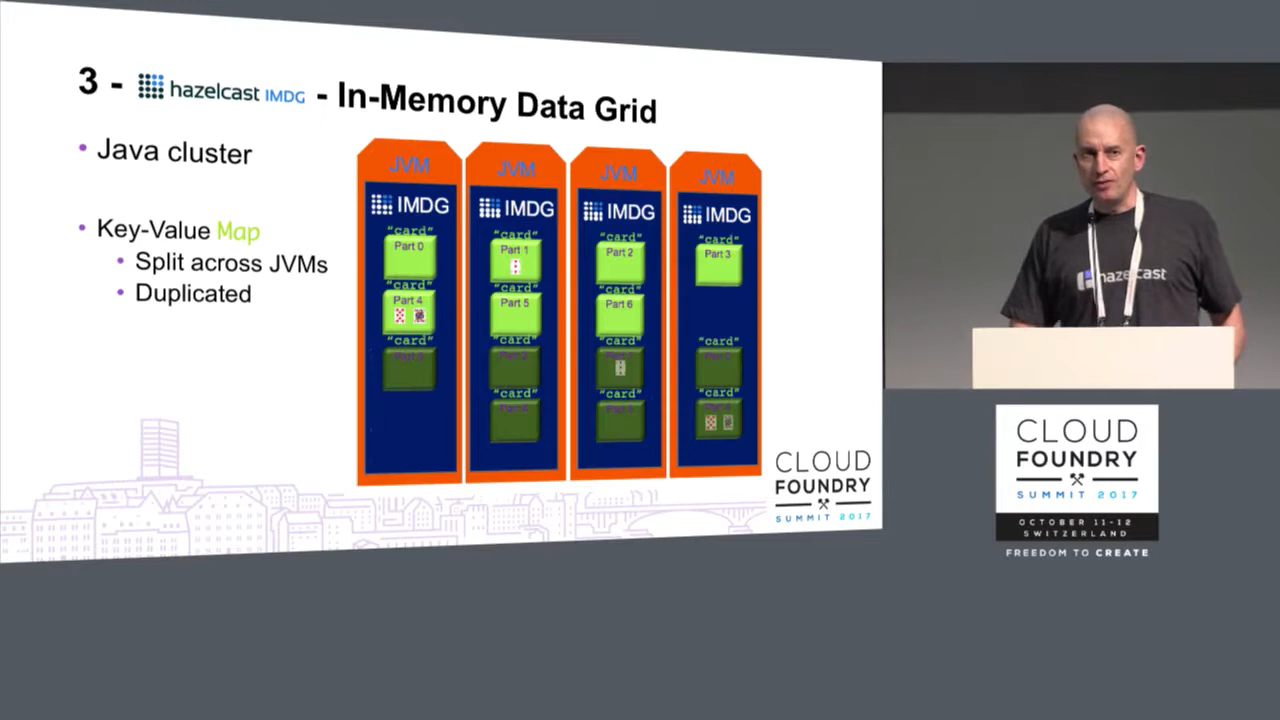 3 - hazelcast IMDG - In-Memory Data Grid
• Java cluster
• Key-Value Map
• Split across JVMs
• Duplicated
JVM
IMDG
"card"
Part 0
"card"
Part 4
"card"
JVM
IMDG
"card"
Part 1
"card"
Part 5
"card"
"card"
JVM
IMDG
"card"
Part 2
"card"
Part 6
"card"
"card"
JVM
IMDG
"card"
Part 3
"card"
"card"
CLOUD
FOUNDRY
SUMMIT 2017
hazelcast
CLOUD
FOUNDRY
SUMMIT 2017
OCTOBER 11-12
SWITZERLAND
FREEDOM TO CREATE